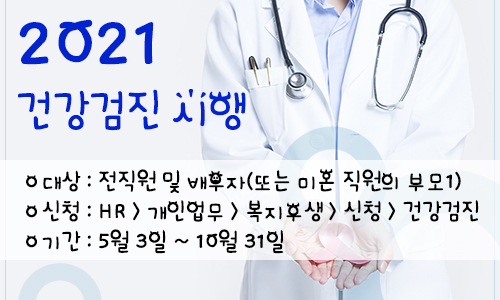 2021
건강검진 시행
ㅇ대상 : 전직원 및 배우자(또는 미혼 직원의 부모1)
ㅇ신청 : HR > 개인업무 > 복지후생 > 신청 > 건강검진
ㅇ기간 : 5월 3일 ~ 10월 31일